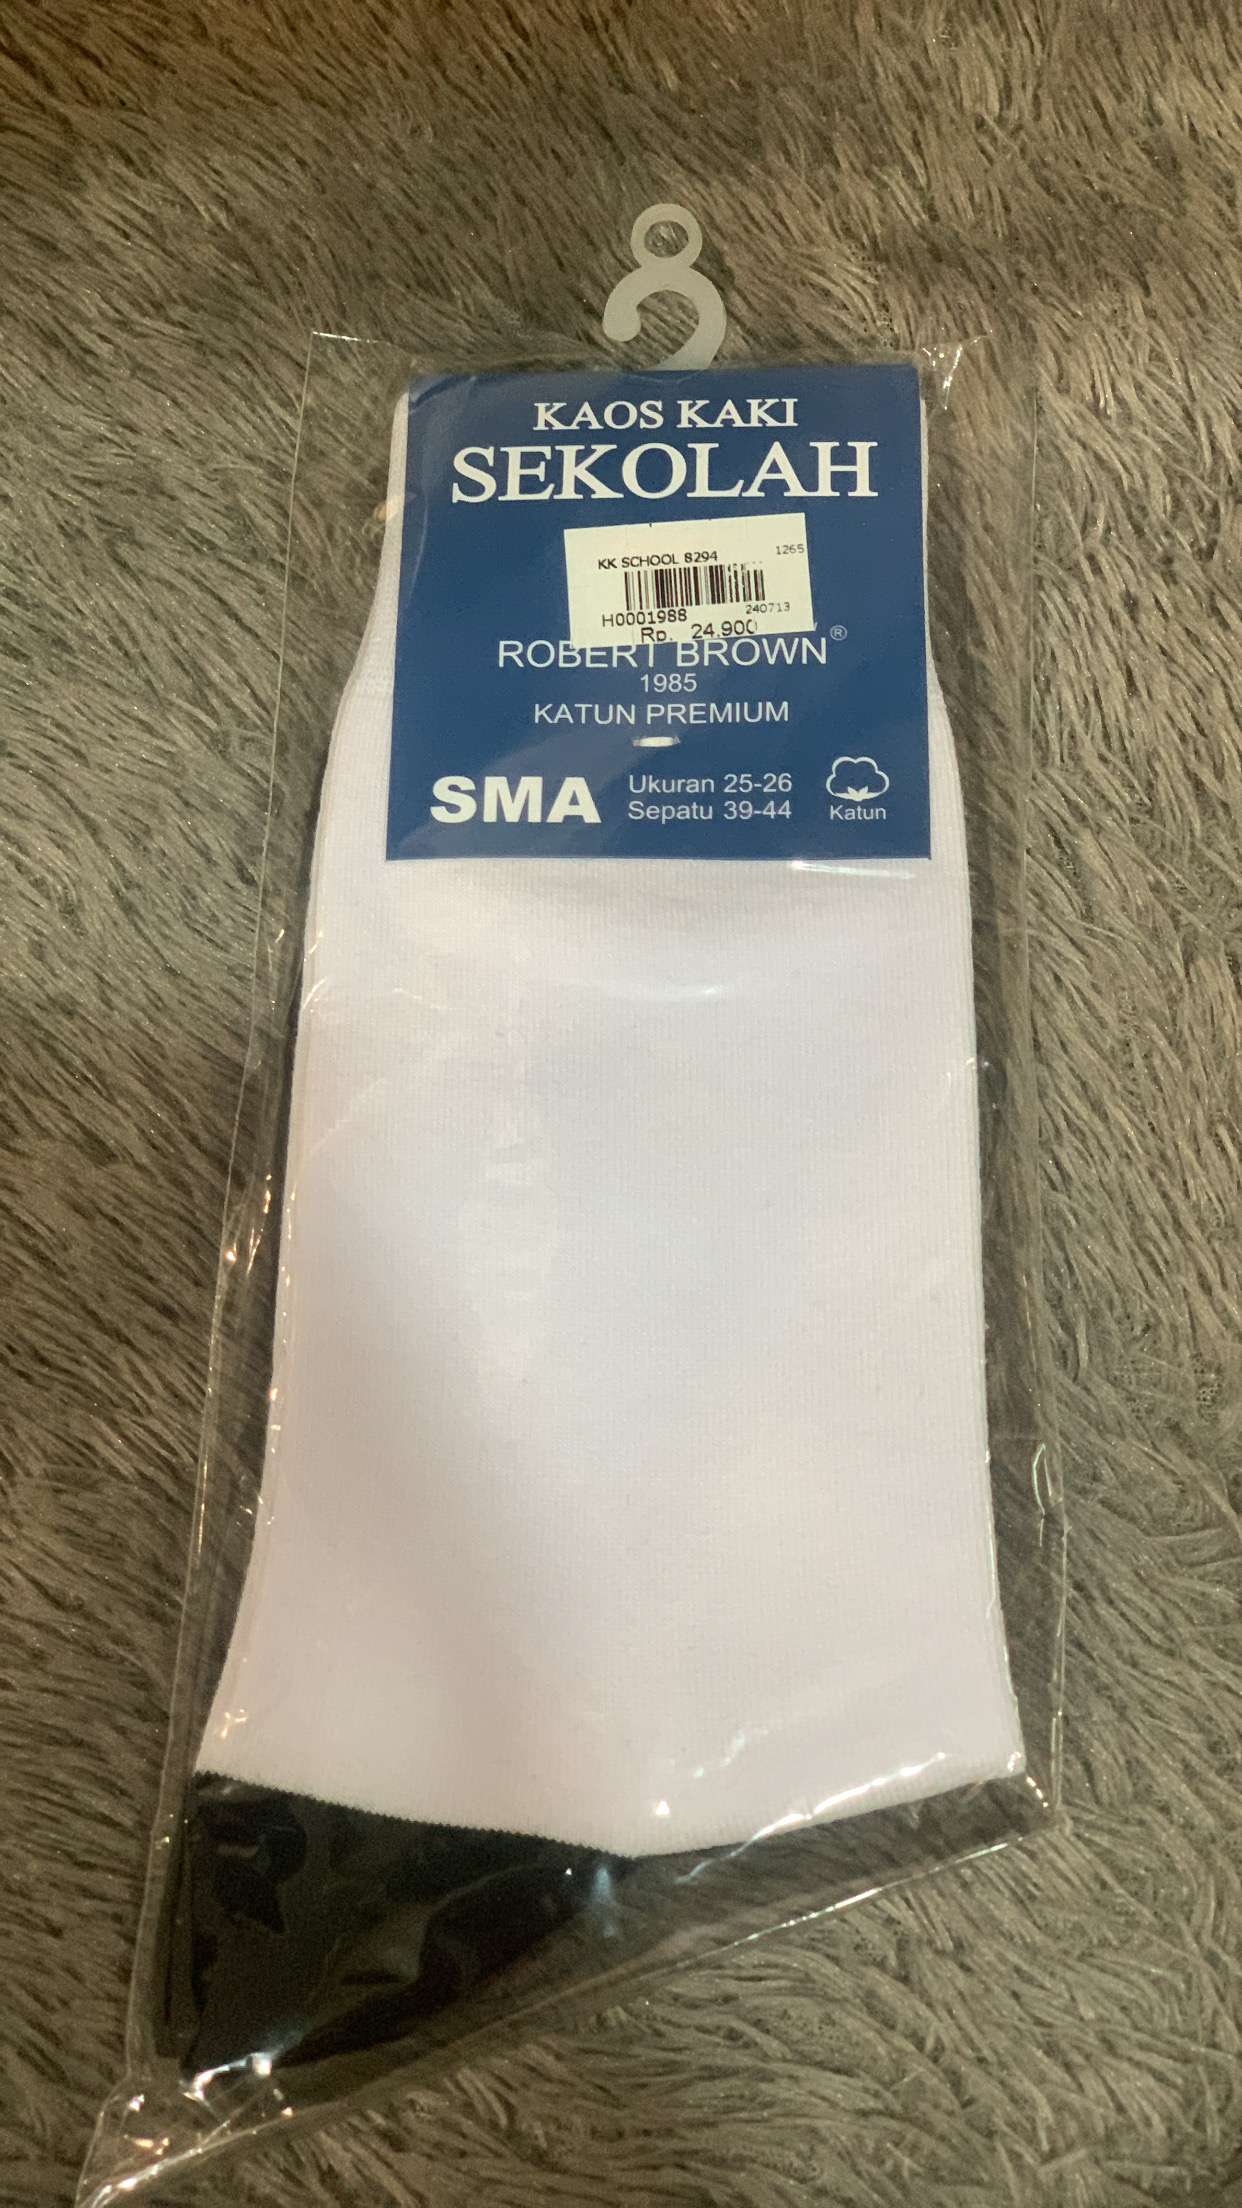 KAOS KAKI
SEKOLAH
KK SCHOOL 8294
1265
H0001988
240713
Rp. 24,900
ROBERT BROWN®
1985
KATUN PREMIUM
SMA
Ukuran 25-26
Sepatu 39-44
Katun